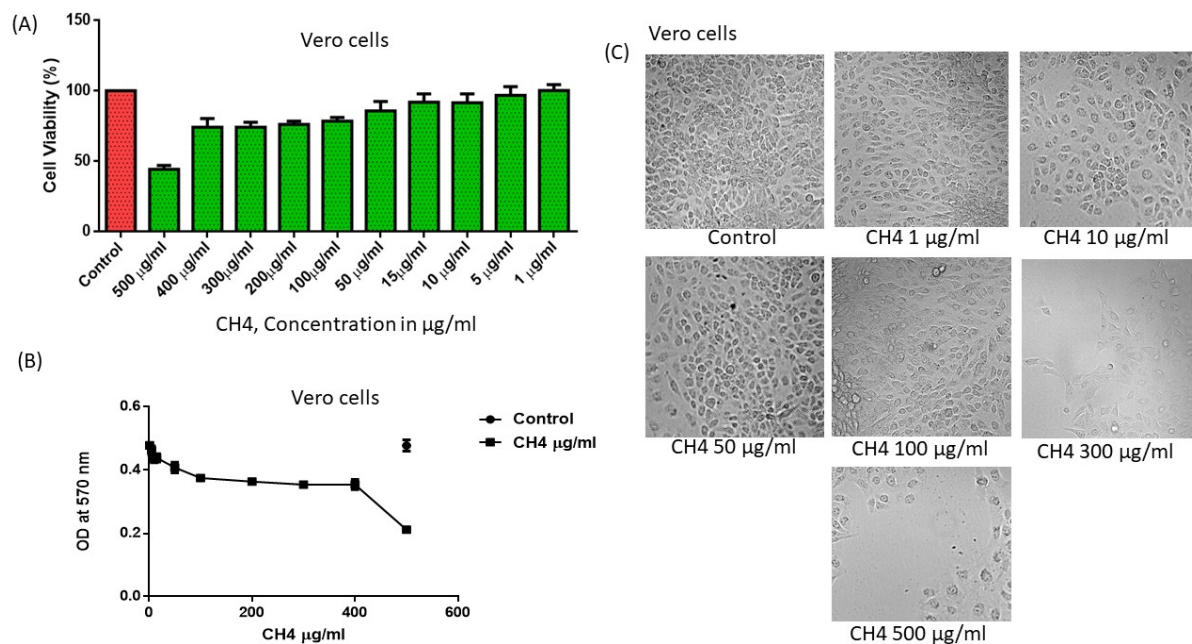 (A)
Vero cells
150
100
50
0
Cell Viability (%)
Control
500 µg/ml
400 µg/ml
300µg/ml
200µg/ml
100µg/ml
50 µg/ml
15µg/ml
10 µg/ml
5 µg/ml
1 µg/ml
CH4, Concentration in µg/ml
(B)
Vero cells
0.6
0.4
0.2
0.0
OD at 570 nm
0
200
400
600
CH4 µg/ml
Control
CH4 µg/ml
(C)
Vero cells
Control
CH4 1 µg/ml
CH4 10 µg/ml
CH4 50 µg/ml
CH4 100 µg/ml
CH4 300 µg/ml
CH4 500 µg/ml